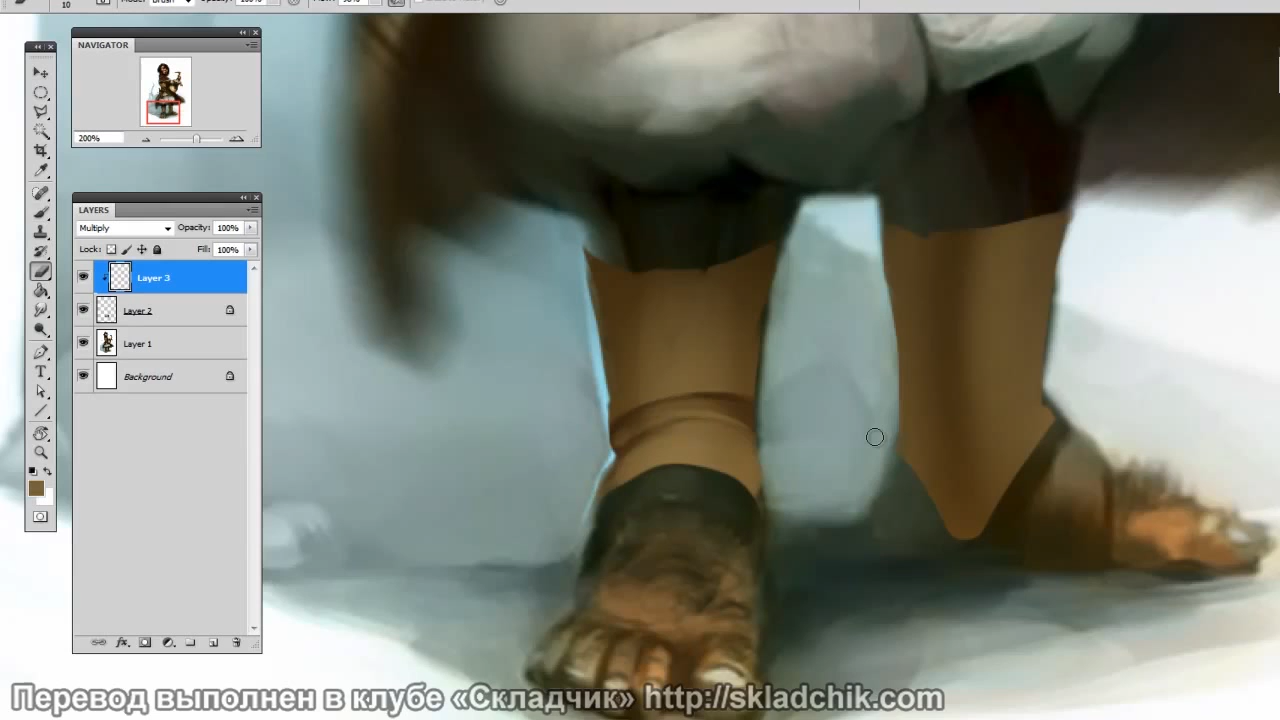 10
NAVIGATOR
200%
LAYERS
Multiply
Opacity: 100%
Lock:
Fill: 100%
Layer 3
Layer 2
Layer 1
Background
Перевод выполнен в клубе «Складчик» http://skladchik.com